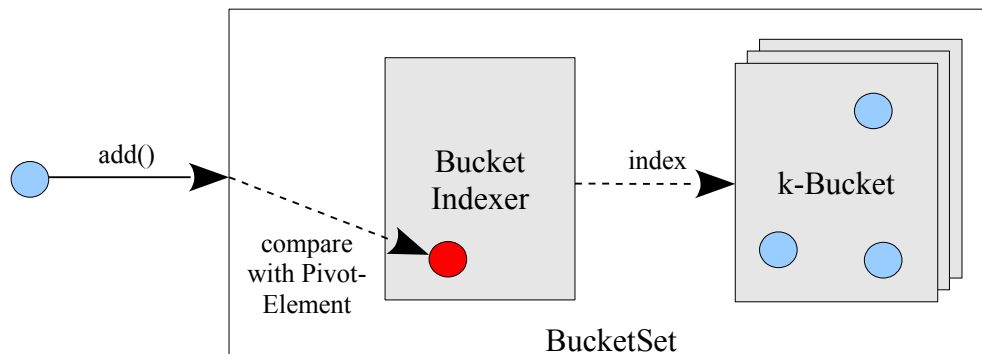 add()
compare
with Pivot-
Element
Bucket
Indexer
index
k-Bucket
BucketSet